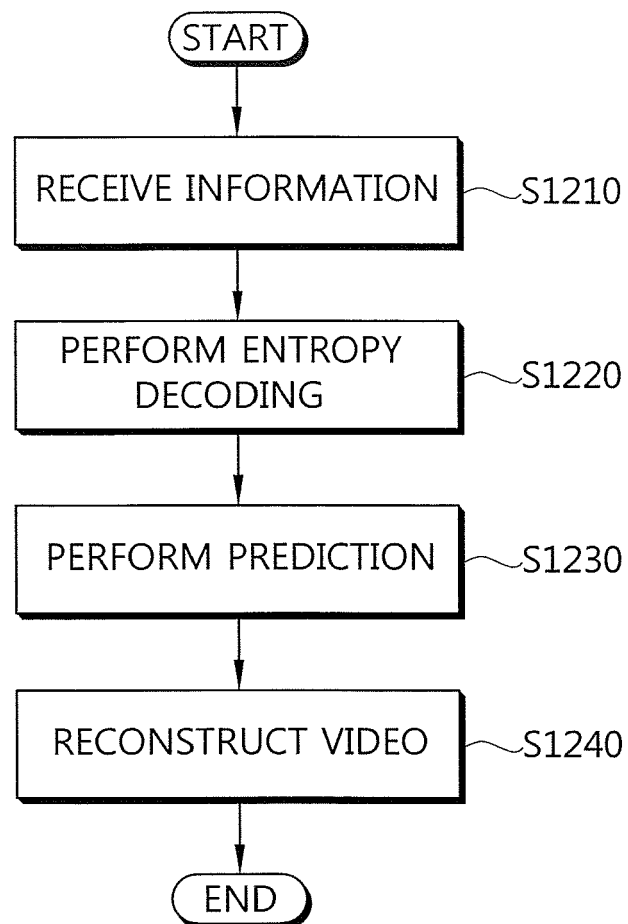 START
RECEIVE INFORMATION
S1210
PERFORM ENTROPY
DECODING
S1220
PERFORM PREDICTION
S1230
RECONSTRUCT VIDEO
S1240
END